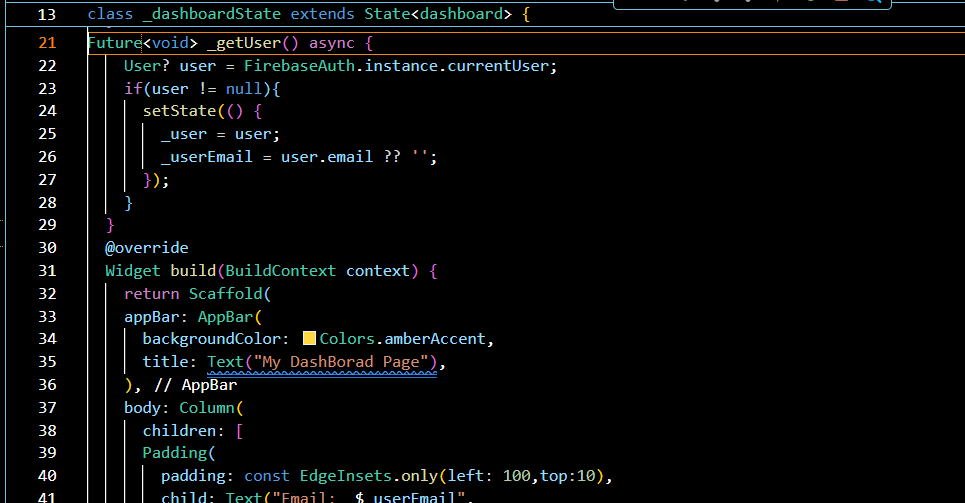 13 class _dashboardState extends State<dashboard> {
21 Future<void> _getUser() async {
22 User? user = FirebaseAuth.instance.currentUser;
23 if(user != null){
24 setState(() {
25 _user = user;
26 _userEmail = user.email ?? '';
27 });
28 }
29 }
30 @override
31 Widget build(BuildContext context) {
32 return Scaffold(
33 appBar: AppBar(
34 backgroundColor: Colors.amberAccent,
35 title: Text("My DashBorad Page"),
36 ), // AppBar
37 body: Column(
38 children: [
39 Padding(
40 padding: const EdgeInsets.only(left: 100,top:10),
41 child: Text("Email: $_userEmail",